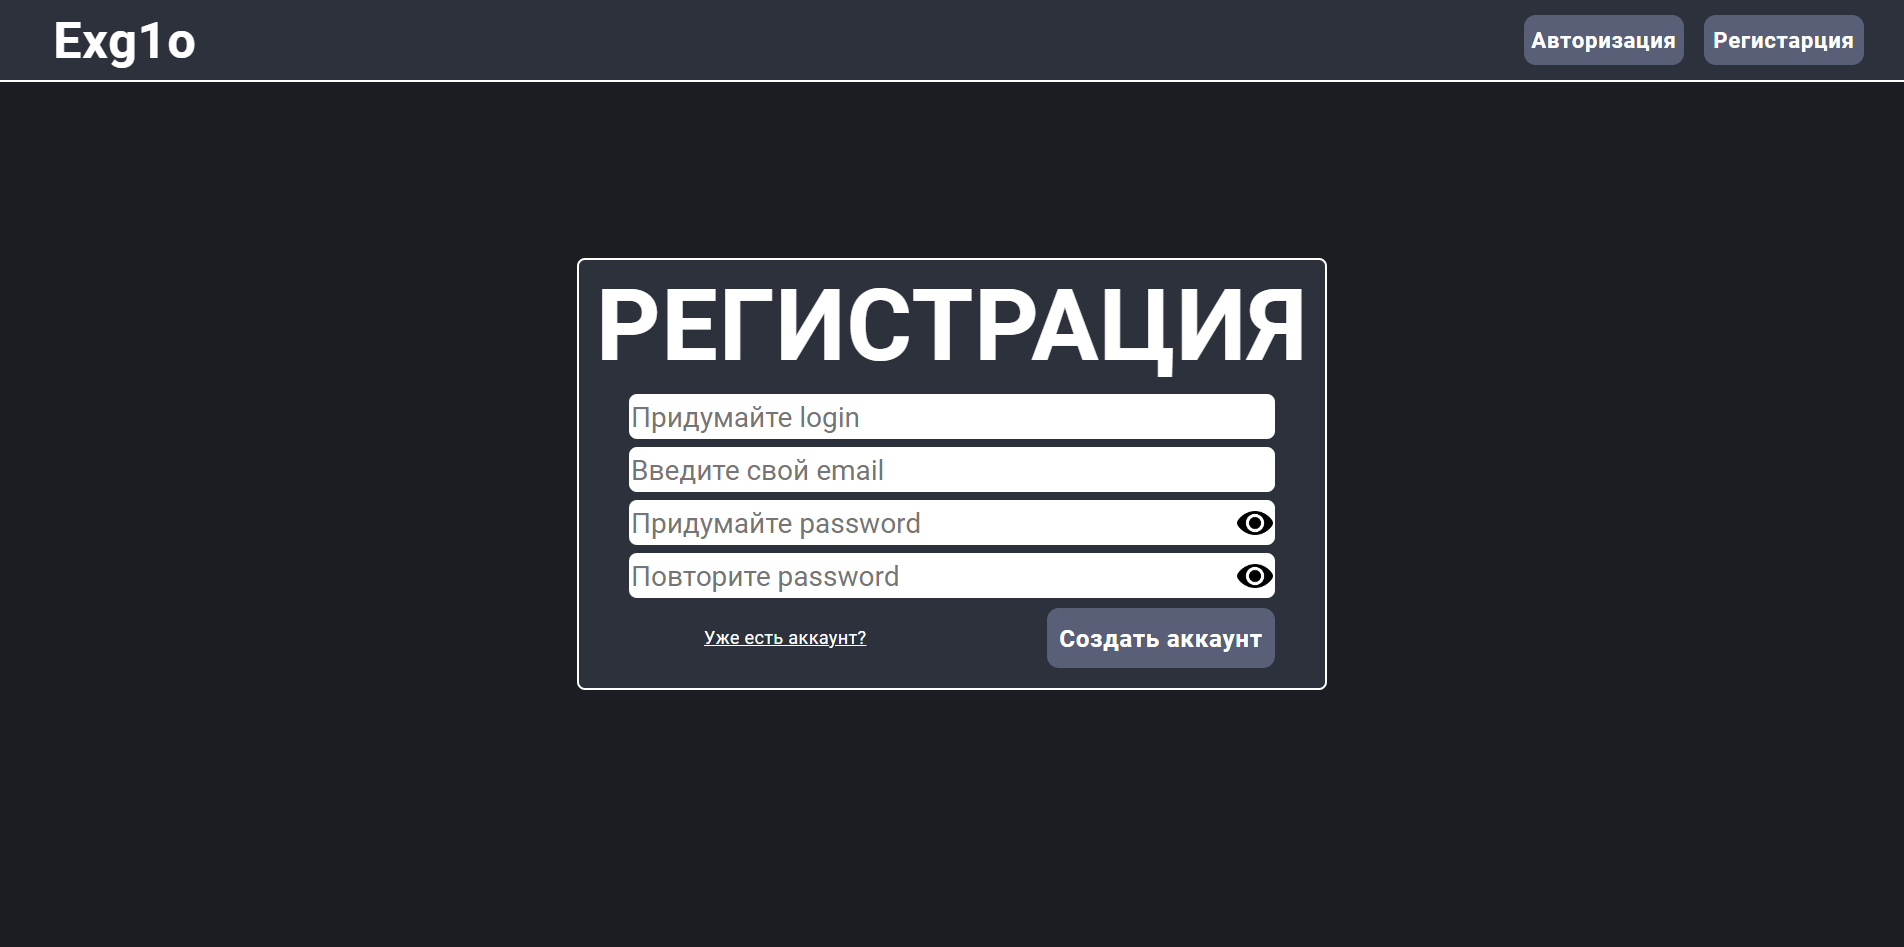 Exg1o
Авторизация
Регистарция
РЕГИСТРАЦИЯ
Придумайте login
Введите свой email
Придумайте password
Повторите password
Уже есть аккаунт?
Создать аккаунт